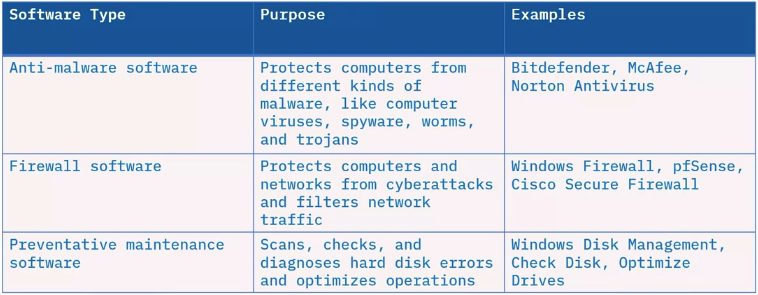 Software Type
Purpose
Examples
Anti-malware software
Protects computers from
different kinds of
malware, like computer
viruses, spyware, worms,
and trojans
Bitdefender, McAfee,
Norton Antivirus
Firewall software
Protects computers and
networks from cyberattacks
and filters network
traffic
Windows Firewall, pfSense,
Cisco Secure Firewall
Preventative maintenance
software
Scans, checks, and
diagnoses hard disk errors
and optimizes operations
Windows Disk Management,
Check Disk, Optimize
Drives